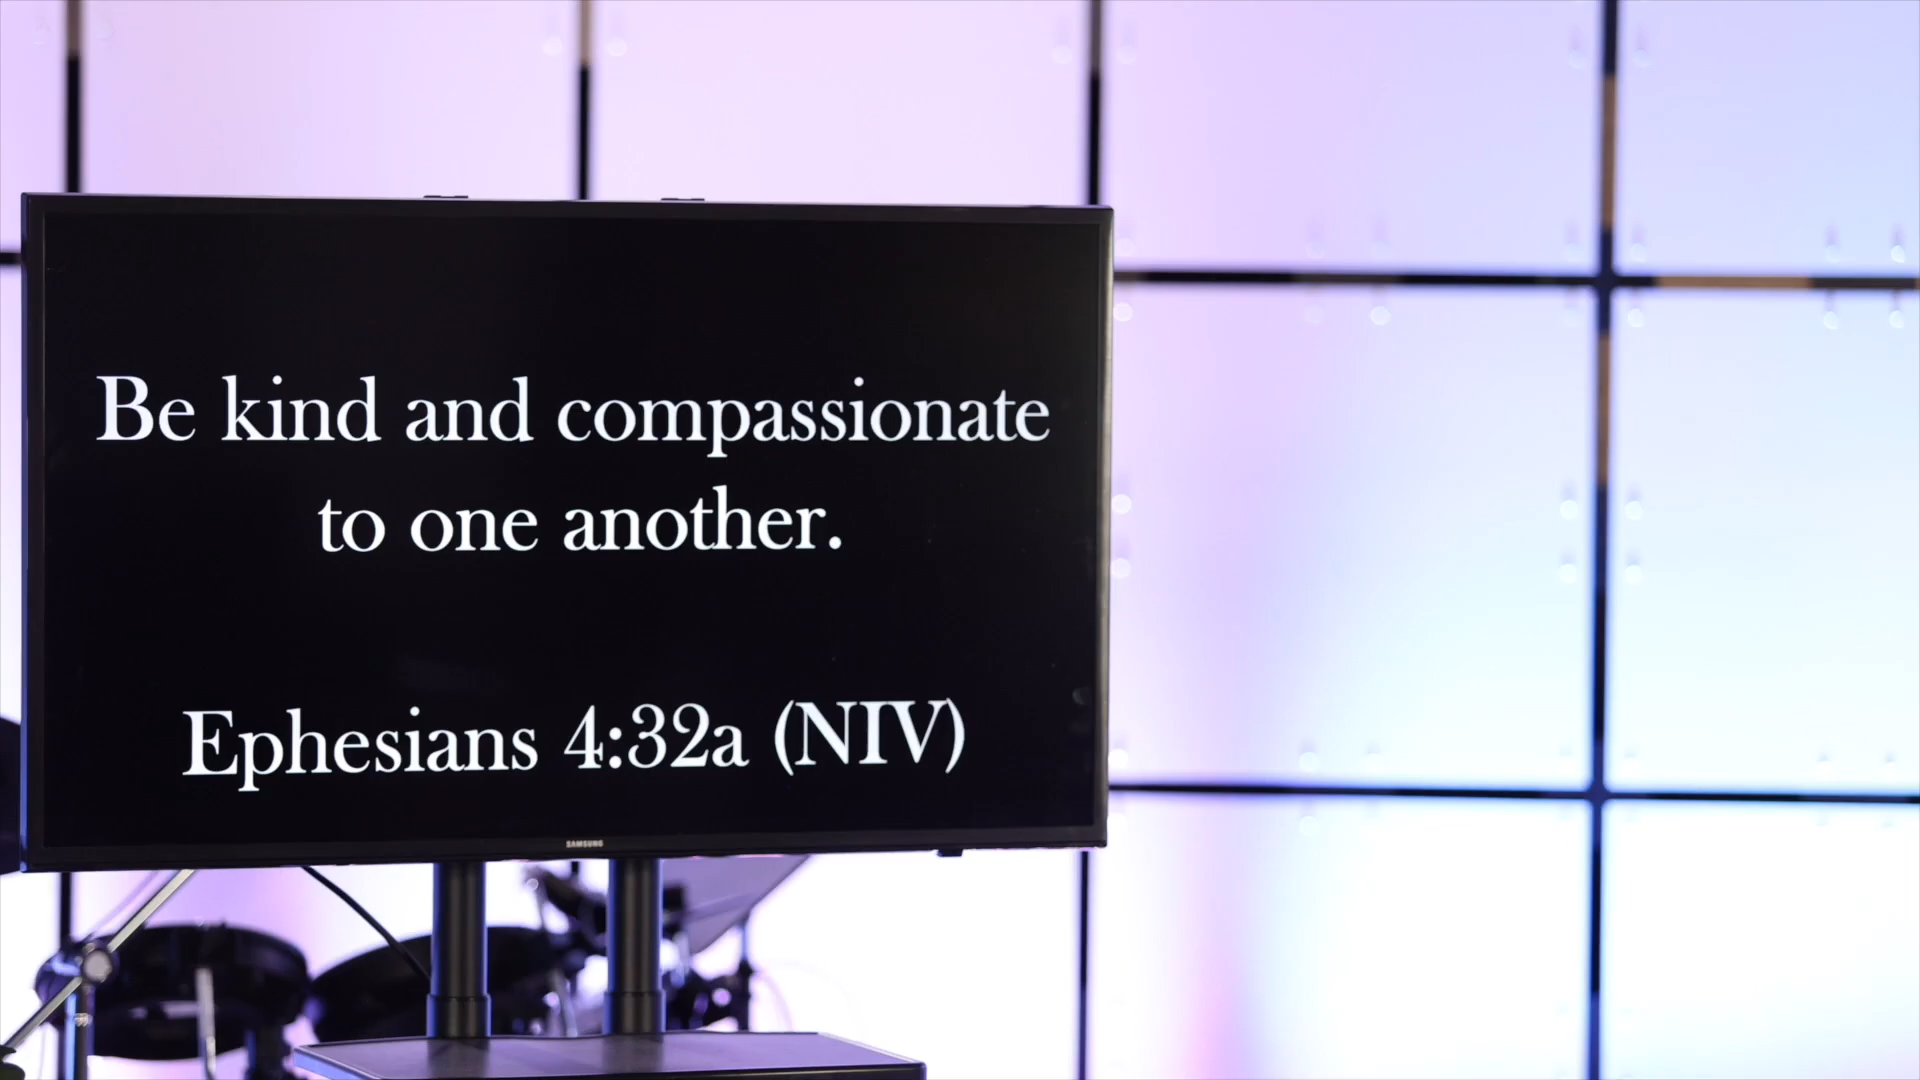 Be kind and compassionate
to one another.
Ephesians 4:32a (NIV)
SAMSUNG